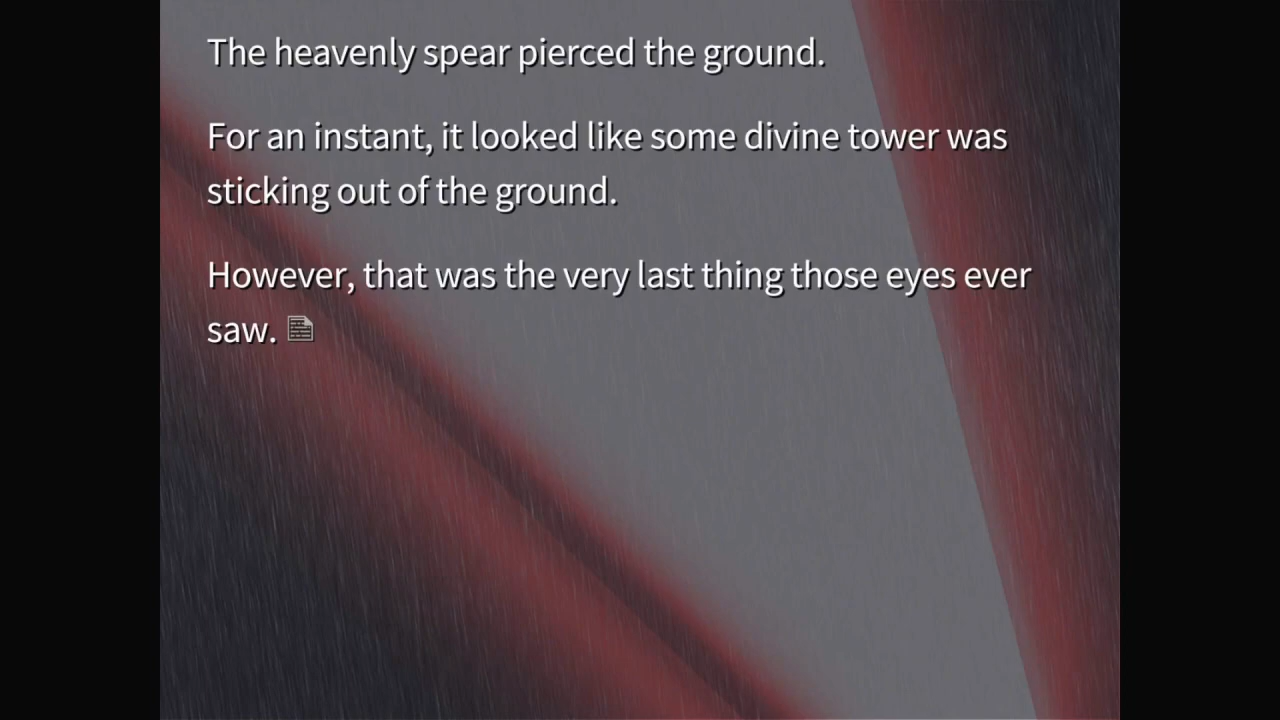 The heavenly spear pierced the ground.
For an instant, it looked like some divine tower was
sticking out of the ground.
However, that was the very last thing those eyes ever
saw.